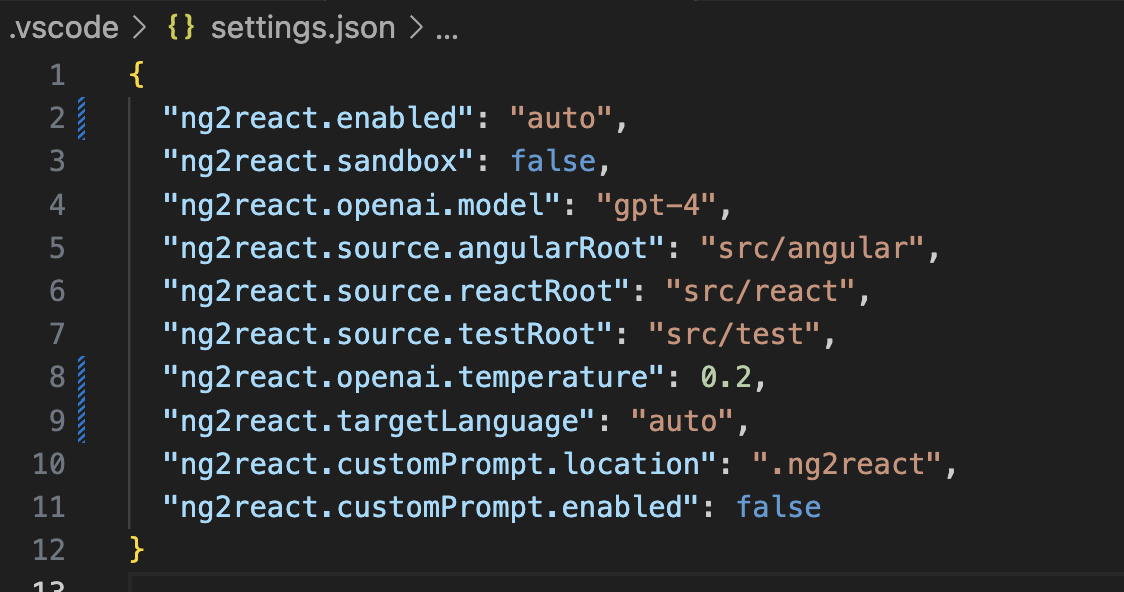 .vscode > {} settings.json > ...
1 {
2 "ng2react.enabled": "auto",
3 "ng2react.sandbox": false,
4 "ng2react.openai.model": "gpt-4",
5 "ng2react.source.angularRoot": "src/angular",
6 "ng2react.source.reactRoot": "src/react",
7 "ng2react.source.testRoot": "src/test",
8 "ng2react.openai.temperature": 0.2,
9 "ng2react.targetLanguage": "auto",
10 "ng2react.customPrompt.location": ".ng2react",
11 "ng2react.customPrompt.enabled": false
12 }
13